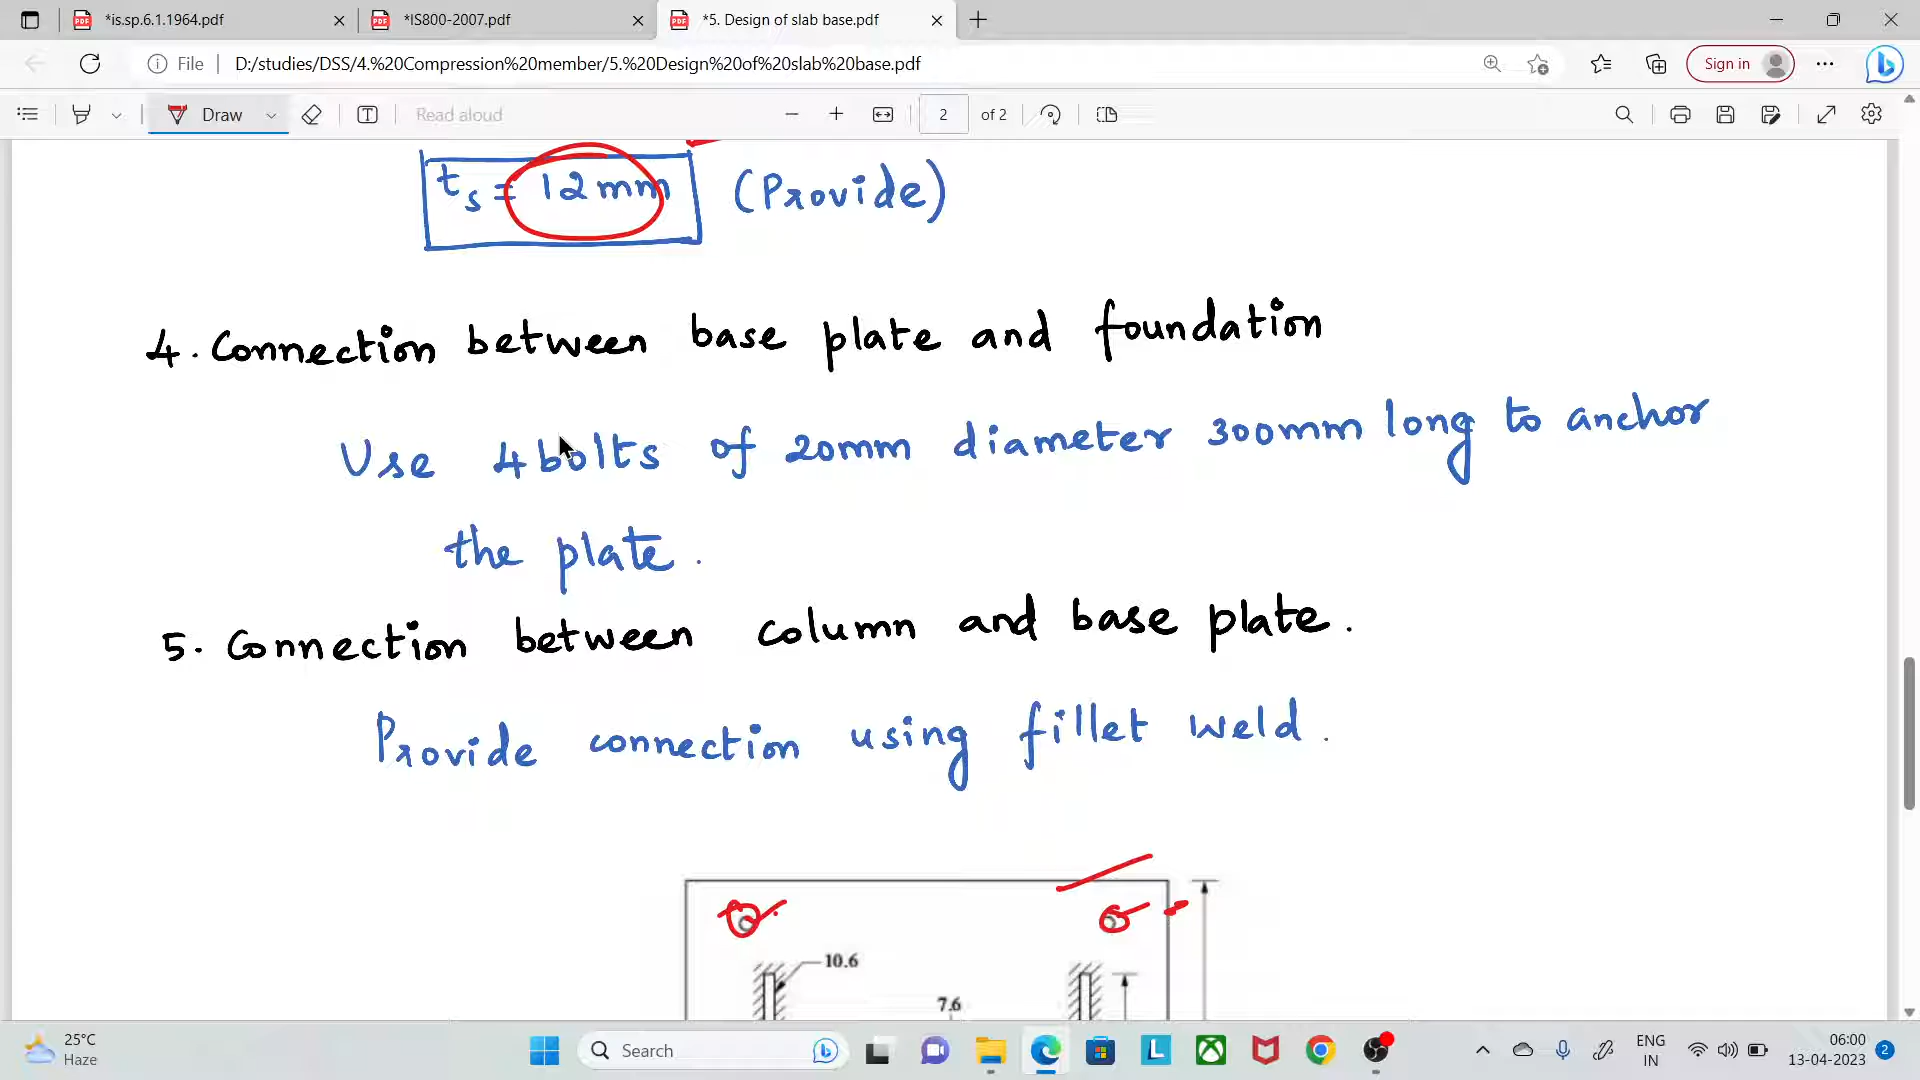 *is.sp.6.1.1964.pdf
*IS800-2007.pdf
*5. Design of slab base.pdf
File
D:/studies/DSS/4.%20Compression%20member/5.%20Design%20of%20slab%20base.pdf
Sign in
Draw
Read aloud
2 of 2
ts = 12mm (Provide)
4. Connection between base plate and foundation
Use 4 bolts of 20mm diameter 300mm long to anchor
the plate.
5. Connection between column and base plate.
Provide connection using fillet weld.
10.6
7.6
25°C
Haze
Search
ENG
IN
06:00
13-04-2023
2